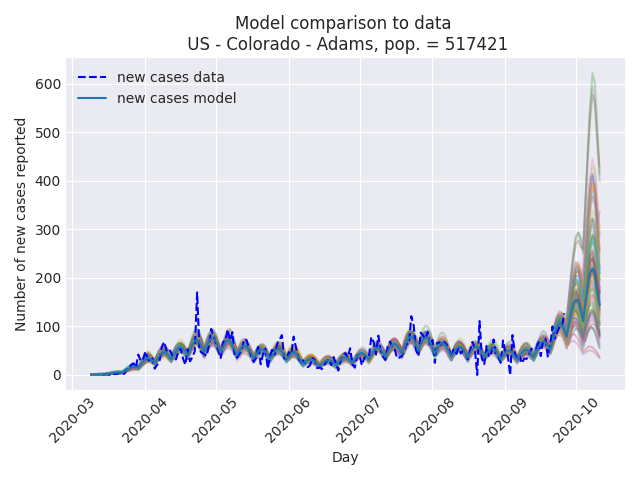 Model comparison to data
US - Colorado - Adams, pop. = 517421
new cases data
new cases model
Number of new cases reported
600
500
400
300
200
100
0
2020-03
2020-04
2020-05
2020-06
2020-07
2020-08
2020-09
2020-10
Day